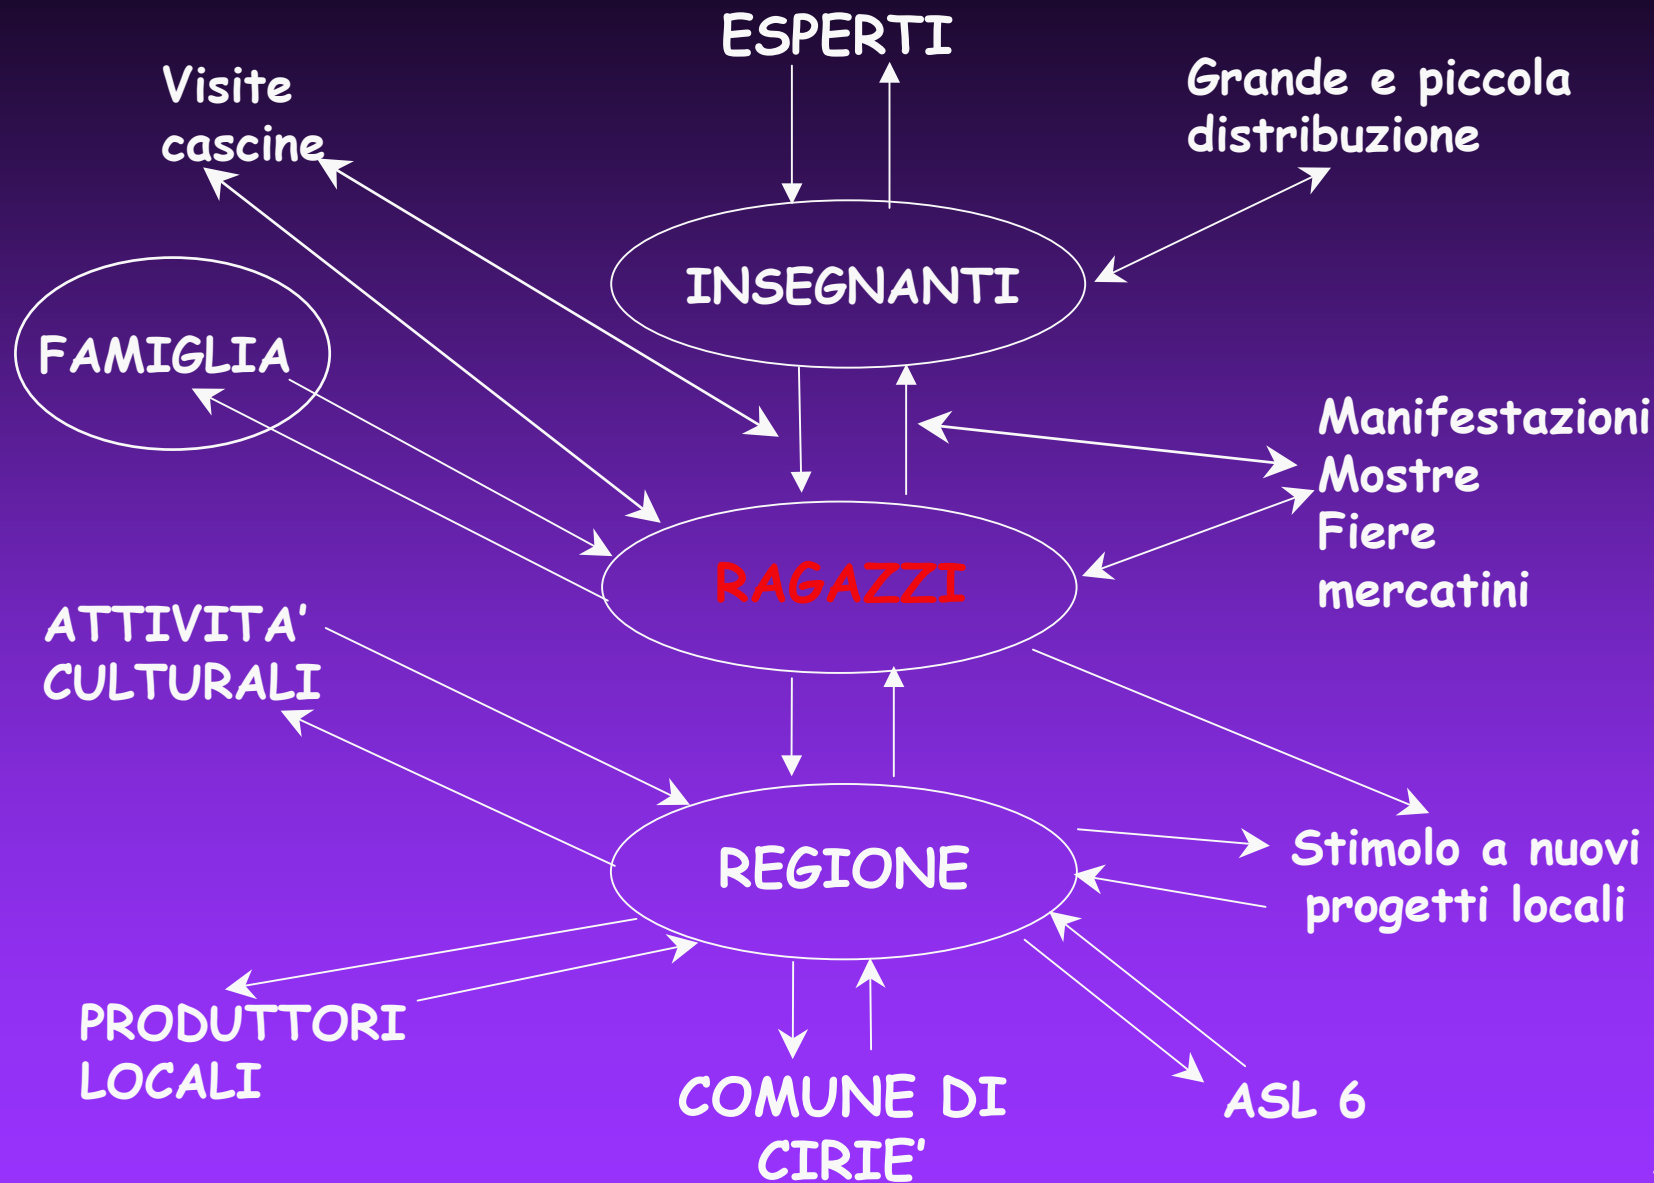 ESPERTI
Visite
cascine
Grande e piccola
distribuzione
INSEGNANTI
FAMIGLIA
Manifestazioni
Mostre
Fiere
mercatini
RAGAZZI
ATTIVITA'
CULTURALI
REGIONE
Stimolo a nuovi
progetti locali
PRODUTTORI
LOCALI
COMUNE DI
CIRIE'
ASL 6